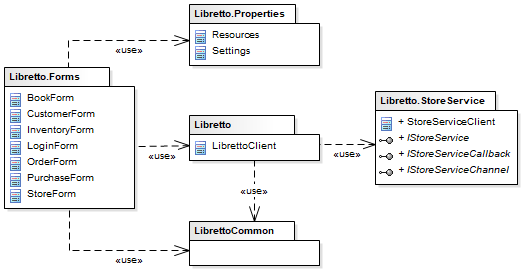 Libretto.Properties
Resources
Settings
«use»
Libretto.Forms
BookForm
CustomerForm
InventoryForm
LoginForm
OrderForm
PurchaseForm
StoreForm
«use»
Libretto
LibrettoClient
«use»
Libretto.StoreService
+ StoreServiceClient
+ IStoreService
+ IStoreServiceCallback
+ IStoreServiceChannel
«use»
LibrettoCommon
«use»